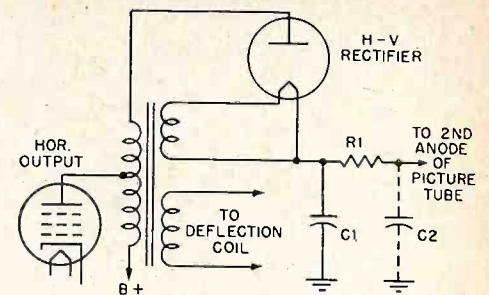 H-V
RECTIFIER
HOR.
OUTPUT
R1
TO 2ND
ANODE
OF
PICTURE
TUBE
TO
DEFLECTION
COIL
C1
C2
B+